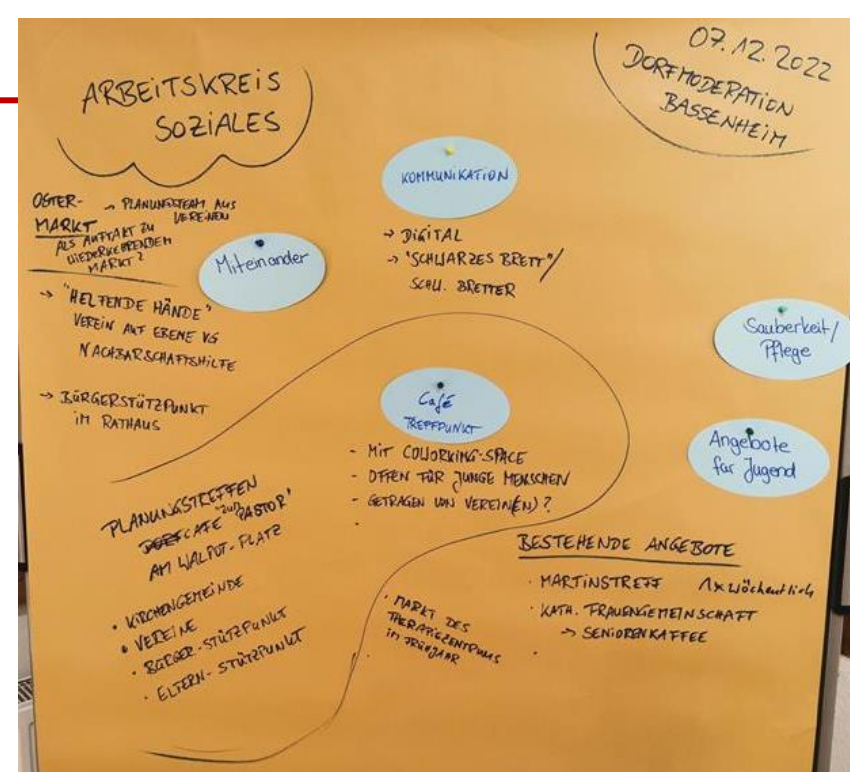 ARBEITSKREIS
SOZIALES
07.12.2022
DORFMODERATION
BASSENHEIM
OSTER-
MARKT
→ PLANUNGSTEAM AUS
VEREINEN
ALS AUFTAKT ZU
WIEDERKEHRENDEM
MARKT?
Miteinander
→ "HELFENDE HÄNDE"
VEREIN AUF EBENE VG
NACHBARSCHAFTSHILFE
→ BÜRGERSTÜTZPUNKT
IM RATHAUS
KOMMUNIKATION
→ DIGITAL
→ "SCHWARZES BRETT"/
SCHW. BRETTER
Sauberkeit/
Pflege
Café
TREFFPUNKT
- MIT COWORKING-SPACE
- OFFEN FÜR JUNGE MENSCHEN
- GETRAGEN VON VEREIN(EN)?
Angebote
für Jugend
PLANUNGSTREFFEN
DORFCAFE "ZUM PASTOR"
AM WALPOT-PLATZ
• KIRCHENGEMEINDE
• VEREINE
• BÜRGER-STÜTZPUNKT
• ELTERN-STÜTZPUNKT
• MARKT DES
THERAPIEZENTRUMS
IM FRÜHJAHR
BESTEHENDE ANGEBOTE
· MARTINSTREFF 1x wöchentlich
· KATH. FRAUENGEMEINSCHAFT
→ SENIORENKAFFEE